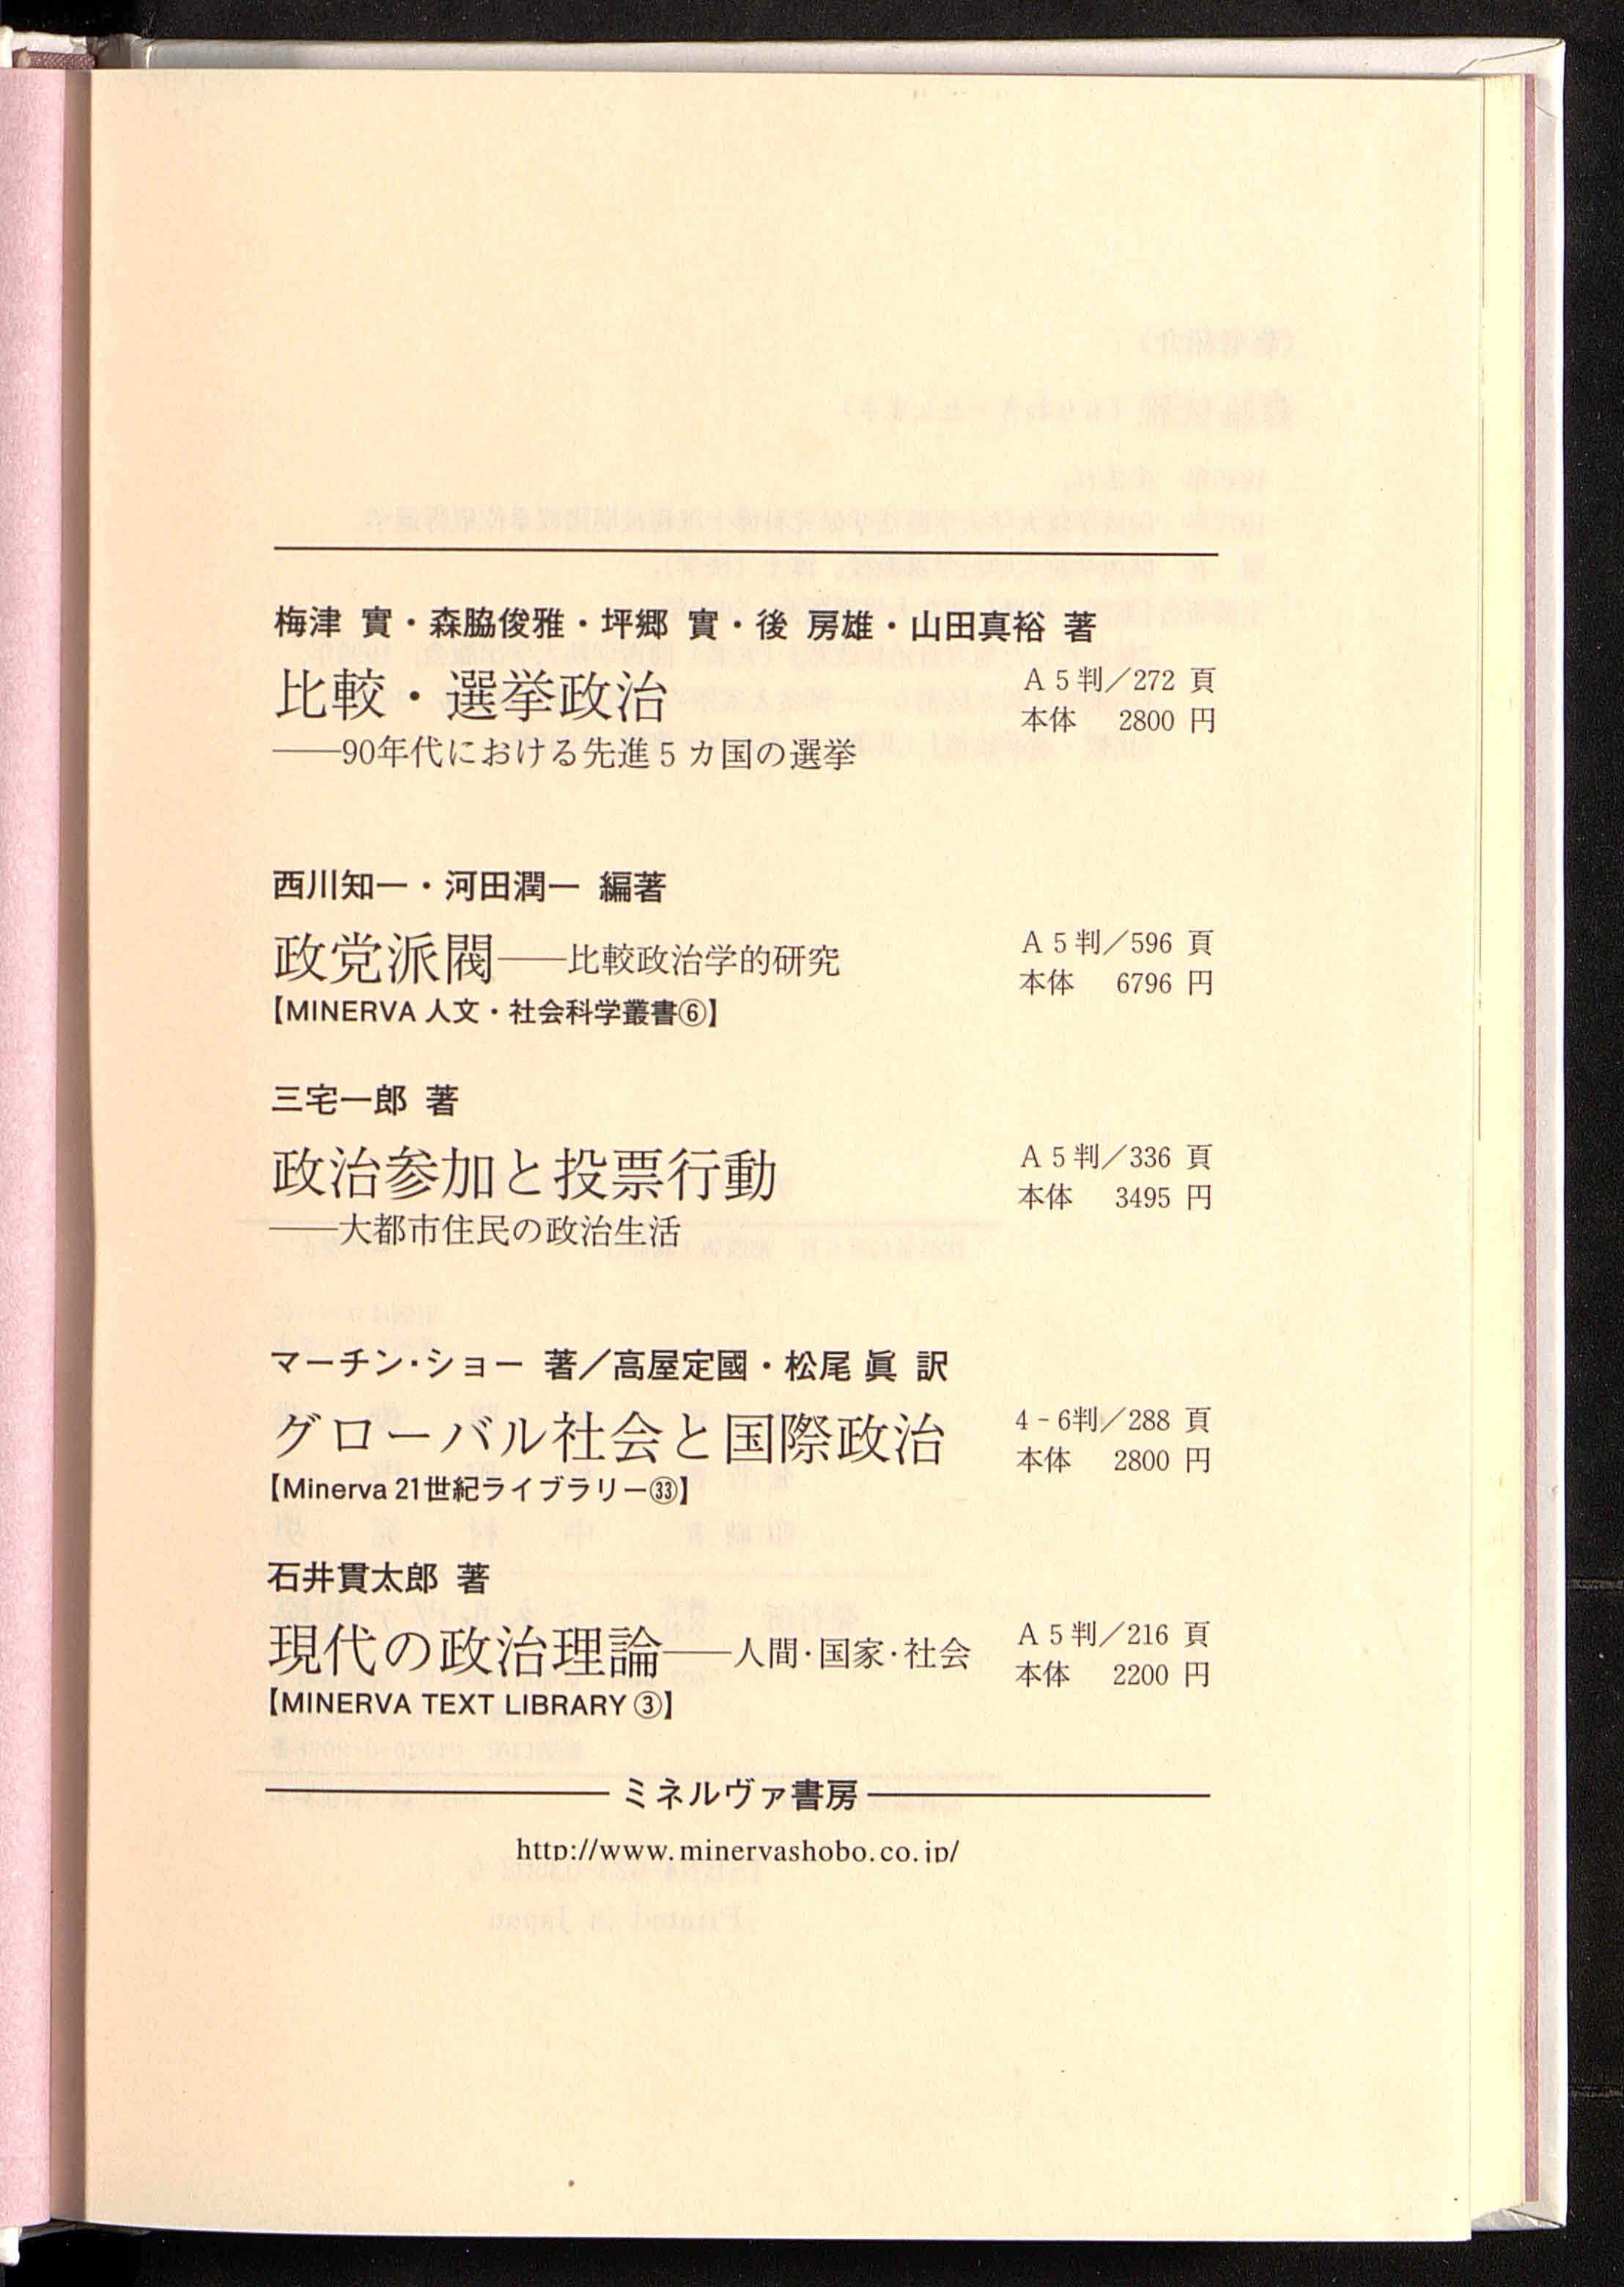 梅津 實・森脇俊雅・坪郷 實・後 房雄・山田真裕 著
比較・選挙政治
A5判／272 頁
本体 2800 円
——90年代における先進5カ国の選挙
西川知一・河田潤一 編著
政党派閥——比較政治学的研究
A5判／596 頁
本体 6796 円
【MINERVA 人文・社会科学叢書⑥】
三宅一郎 著
政治参加と投票行動
A5判／336 頁
本体 3495 円
——大都市住民の政治生活
マーチン・ショー 著／高屋定國・松尾 眞 訳
グローバル社会と国際政治
4-6判／288 頁
本体 2800 円
【Minerva 21世紀ライブラリー㉝】
石井貫太郎 著
現代の政治理論——人間・国家・社会
A5判／216 頁
本体 2200 円
【MINERVA TEXT LIBRARY ③】
ミネルヴァ書房
http://www.minervashobo.co.jp/